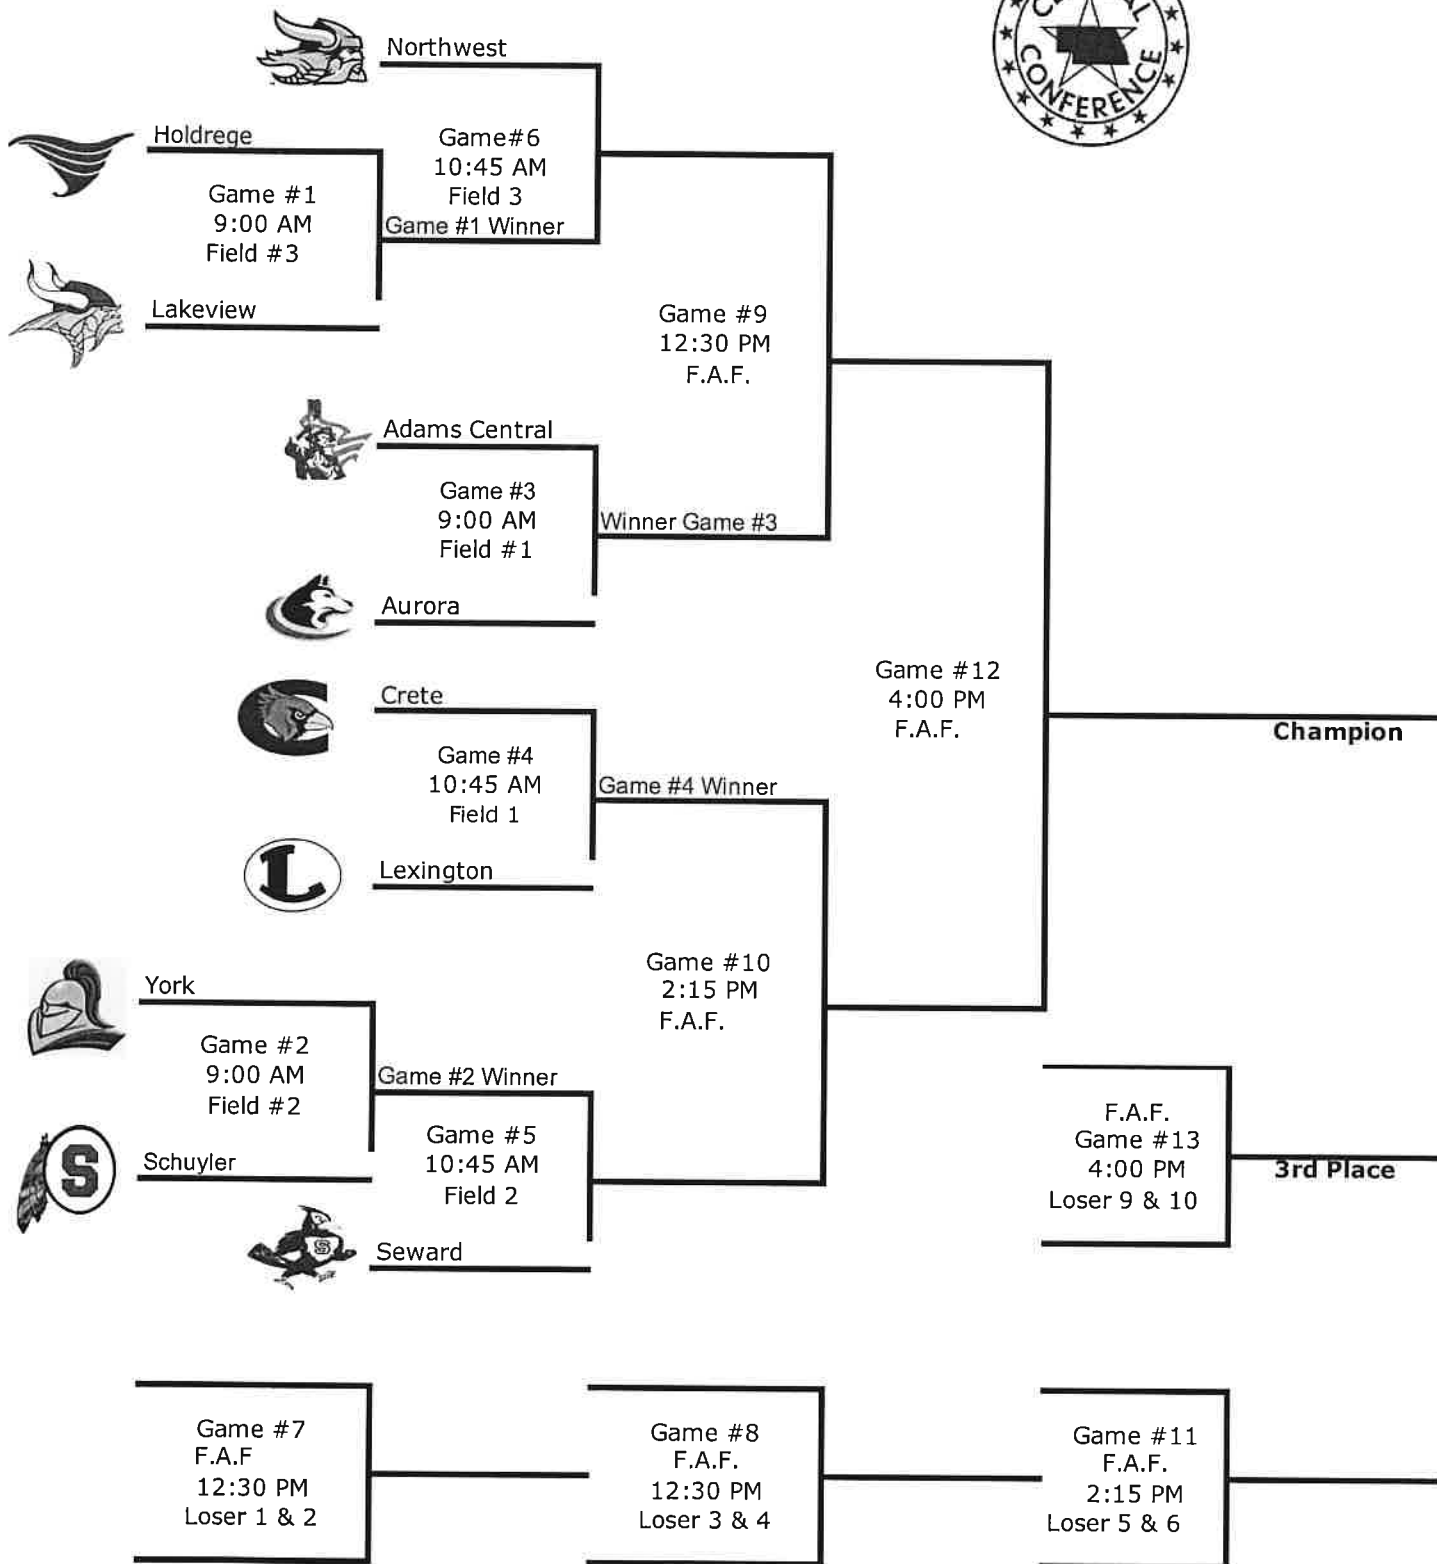 CONFERENCE
Northwest
Holdrege
Game#6
10:45 AM
Field 3
Game #1
9:00 AM
Field #3
Game #1 Winner
Lakeview
Game #9
12:30 PM
F.A.F.
Adams Central
Game #3
9:00 AM
Field #1
Winner Game #3
Aurora
Game #12
4:00 PM
F.A.F.
Champion
C
Crete
Game #4
10:45 AM
Field 1
Game #4 Winner
L
Lexington
Game #10
2:15 PM
F.A.F.
York
Game #2
9:00 AM
Field #2
Game #2 Winner
Game #5
10:45 AM
Field 2
S
Schuyler
S
Seward
F.A.F.
Game #13
4:00 PM
Loser 9 & 10
3rd Place
Game #7
F.A.F
12:30 PM
Loser 1 & 2
Game #8
F.A.F.
12:30 PM
Loser 3 & 4
Game #11
F.A.F.
2:15 PM
Loser 5 & 6